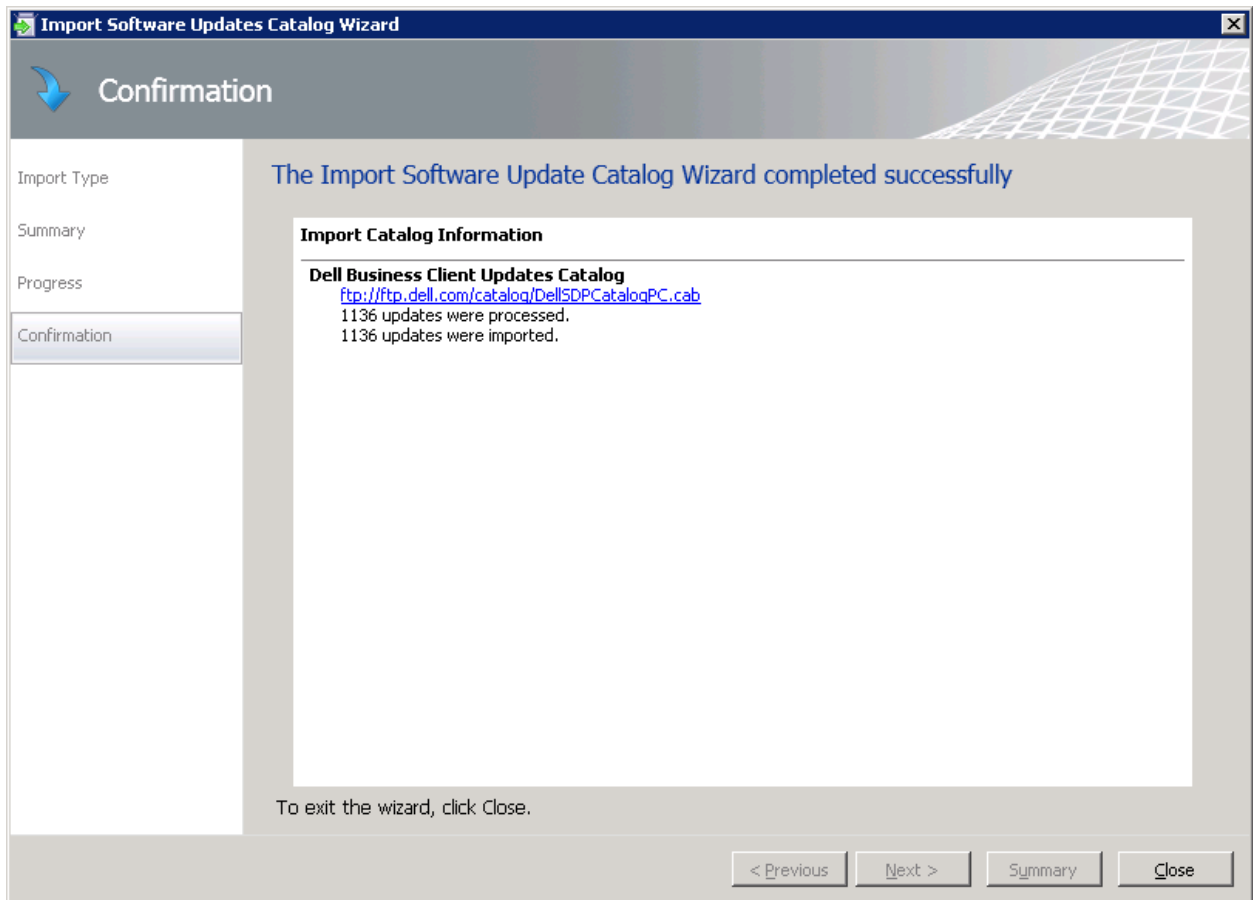 Import Software Updates Catalog Wizard
Confirmation
Import Type
Summary
Progress
Confirmation
The Import Software Update Catalog Wizard completed successfully
Import Catalog Information
Dell Business Client Updates Catalog
ftp://ftp.dell.com/catalog/DellSDPCatalogPC.cab
1136 updates were processed.
1136 updates were imported.
To exit the wizard, click Close.
< Previous
Next >
Summary
Close